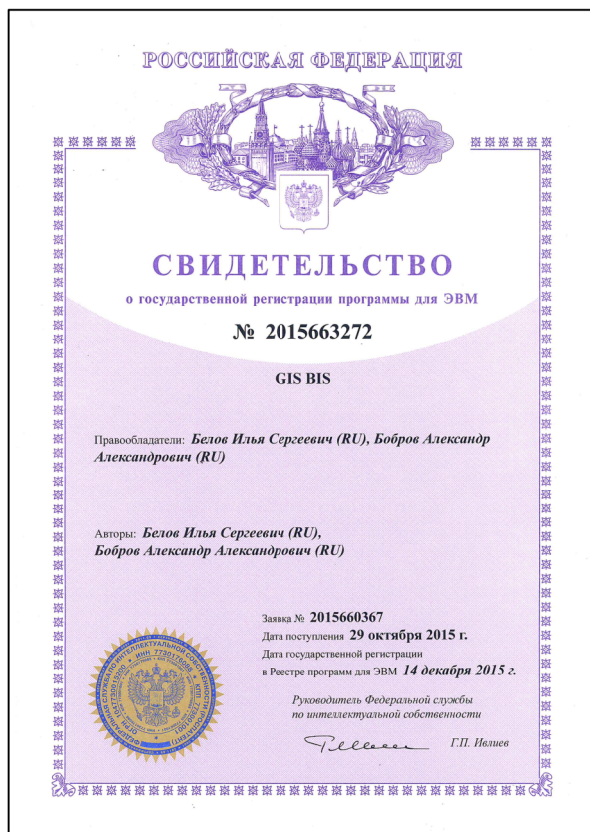 РОССИЙСКАЯ ФЕДЕРАЦИЯ
СВИДЕТЕЛЬСТВО
о государственной регистрации программы для ЭВМ
№ 2015663272
GIS BIS
Правообладатели: Белов Илья Сергеевич (RU), Бобров Александр
Александрович (RU)
Авторы: Белов Илья Сергеевич (RU),
Бобров Александр Александрович (RU)
Заявка № 2015660367
Дата поступления 29 октября 2015 г.
Дата государственной регистрации
в Реестре программ для ЭВМ 14 декабря 2015 г.
Руководитель Федеральной службы
по интеллектуальной собственности
Г.П. Ивлиев